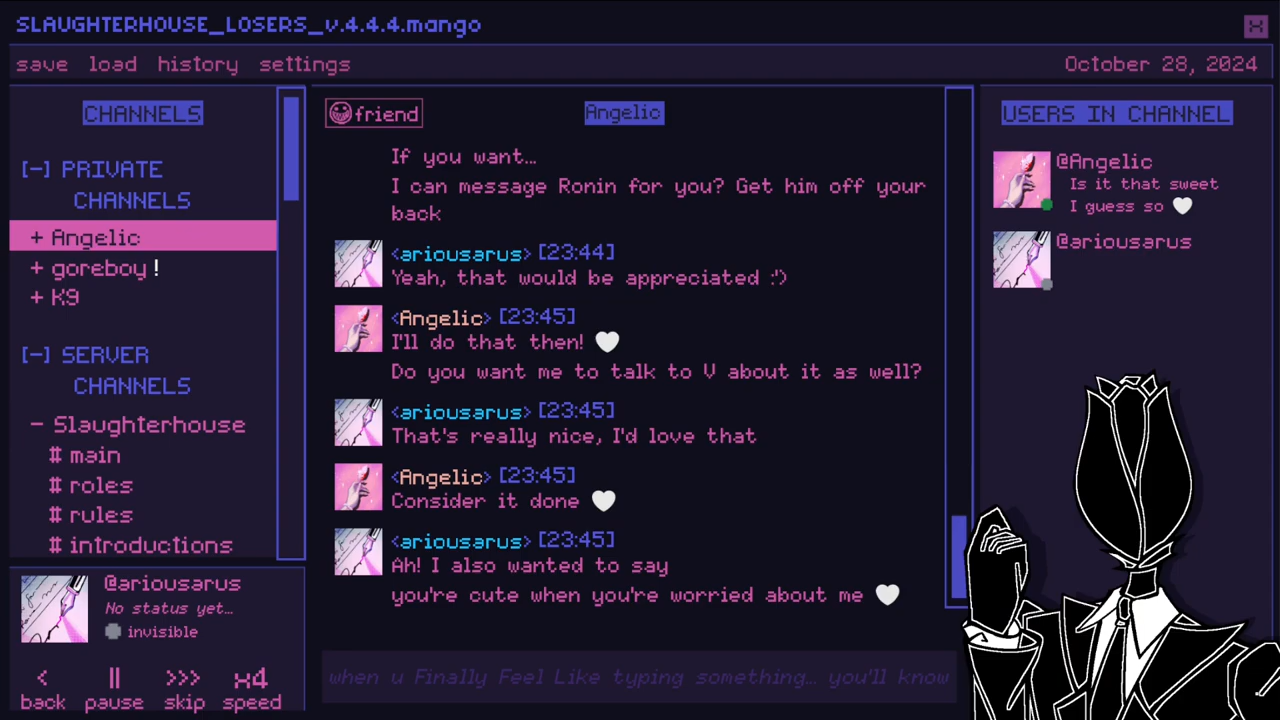 SLAUGHTERHOUSE_LOSERS_v.4.4.4.mango
X
save load history settings
October 28, 2024
CHANNELS
[-] PRIVATE
CHANNELS
+ Angelic
+ goreboy !
+ K9
[-] SERVER
CHANNELS
- Slaughterhouse
# main
# roles
# rules
# introductions
@ariousarus
No status yet...
invisible
< || >>> x4
back pause skip speed
friend
Angelic
If you want...
I can message Ronin for you? Get him off your
back
<ariousarus> [23:44]
Yeah, that would be appreciated :')
<Angelic> [23:45]
I'll do that then! 🤍
Do you want me to talk to V about it as well?
<ariousarus> [23:45]
That's really nice, I'd love that
<Angelic> [23:45]
Consider it done 🤍
<ariousarus> [23:45]
Ah! I also wanted to say
you're cute when you're worried about me 🤍
when u Finally Feel Like typing something... you'll know
USERS IN CHANNEL
@Angelic
Is it that sweet
I guess so 🤍
@ariousarus